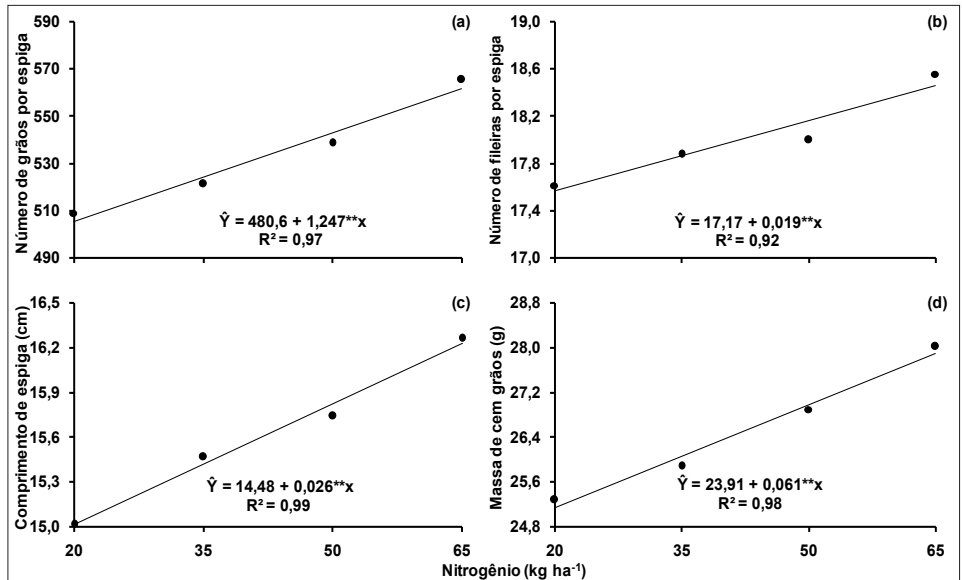 (a)
Número de grãos por espiga
590
570
550
530
510
490
Ŷ = 480,6 + 1,247**x
R² = 0,97
(b)
Número de fileiras por espiga
19,0
18,6
18,2
17,8
17,4
17,0
Ŷ = 17,17 + 0,019**x
R² = 0,92
(c)
Comprimento de espiga (cm)
16,5
16,2
15,9
15,6
15,3
15,0
Ŷ = 14,48 + 0,026**x
R² = 0,99
20 35 50 65
(d)
Massa de cem grãos (g)
28,8
28,0
27,2
26,4
25,6
24,8
Ŷ = 23,91 + 0,061**x
R² = 0,98
20 35 50 65
Nitrogênio (kg ha⁻¹)